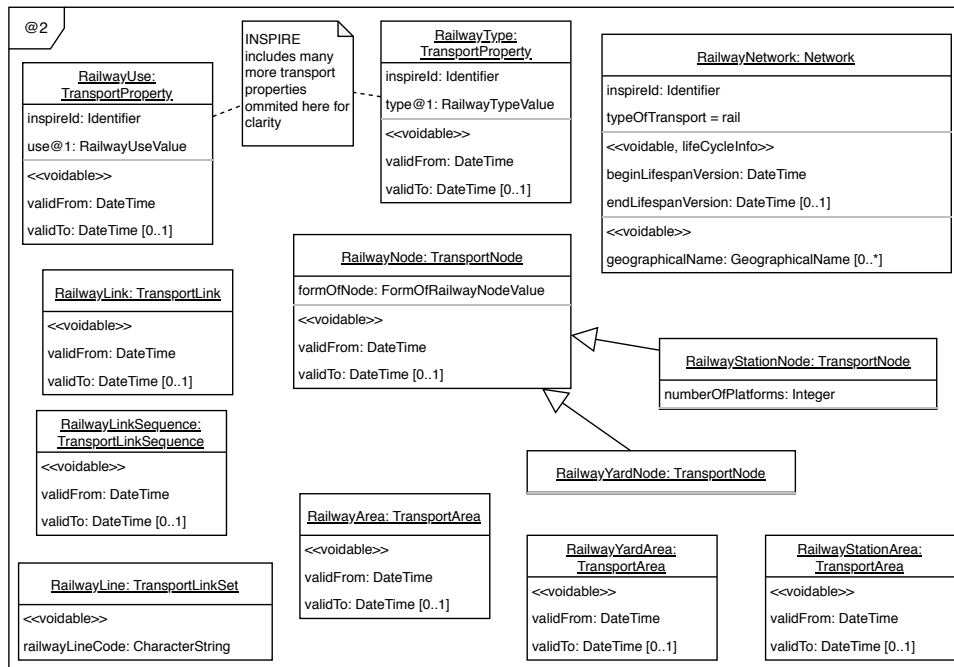 @2
RailwayUse:
TransportProperty
inspireId: Identifier
use@1: RailwayUseValue
<<voidable>>
validFrom: DateTime
validTo: DateTime [0..1]
INSPIRE
includes many
more transport
properties
ommited here for
clarity
RailwayType:
TransportProperty
inspireId: Identifier
type@1: RailwayTypeValue
<<voidable>>
validFrom: DateTime
validTo: DateTime [0..1]
RailwayNetwork: Network
inspireId: Identifier
typeOfTransport = rail
<<voidable, lifeCycleInfo>>
beginLifespanVersion: DateTime
endLifespanVersion: DateTime [0..1]
<<voidable>>
geographicalName: GeographicalName [0..*]
RailwayLink: TransportLink
<<voidable>>
validFrom: DateTime
validTo: DateTime [0..1]
RailwayNode: TransportNode
formOfNode: FormOfRailwayNodeValue
<<voidable>>
validFrom: DateTime
validTo: DateTime [0..1]
RailwayStationNode: TransportNode
numberOfPlatforms: Integer
RailwayLinkSequence:
TransportLinkSequence
<<voidable>>
validFrom: DateTime
validTo: DateTime [0..1]
RailwayYardNode: TransportNode
RailwayArea: TransportArea
<<voidable>>
validFrom: DateTime
validTo: DateTime [0..1]
RailwayYardArea:
TransportArea
<<voidable>>
validFrom: DateTime
validTo: DateTime [0..1]
RailwayStationArea:
TransportArea
<<voidable>>
validFrom: DateTime
validTo: DateTime [0..1]
RailwayLine: TransportLinkSet
<<voidable>>
railwayLineCode: CharacterString